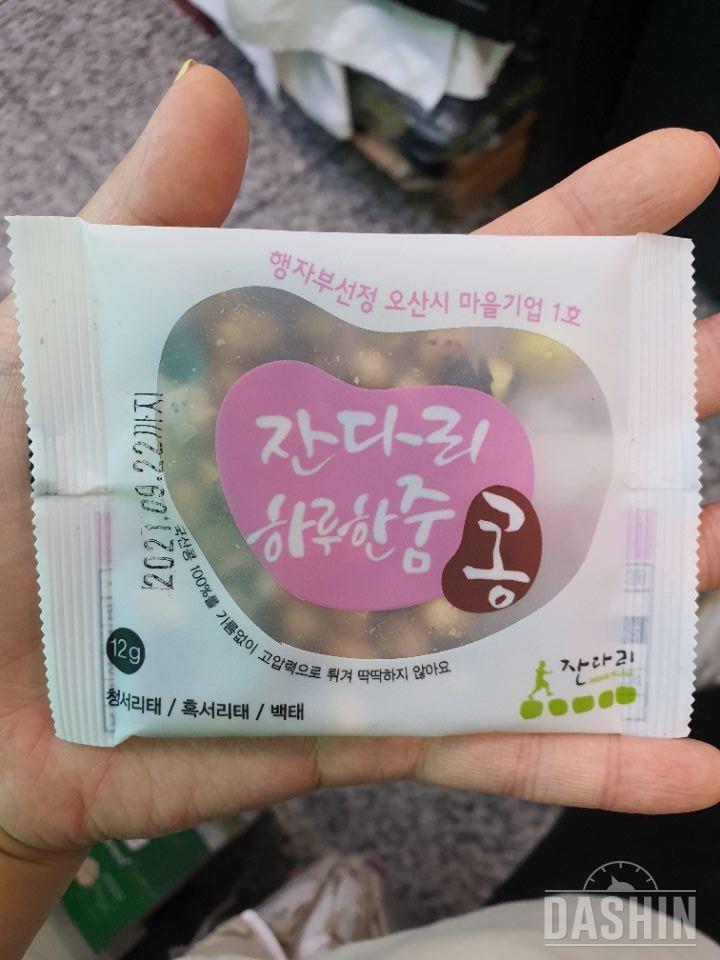 행자부선정 오산시 마을기업 1호
잔다리
하루한줌
콩
2021.09.22까지
국산콩 100%를 기름없이 고압력으로 튀겨 딱딱하지 않아요
12g
청서리태 / 흑서리태 / 백태
잔다리
DASHIN